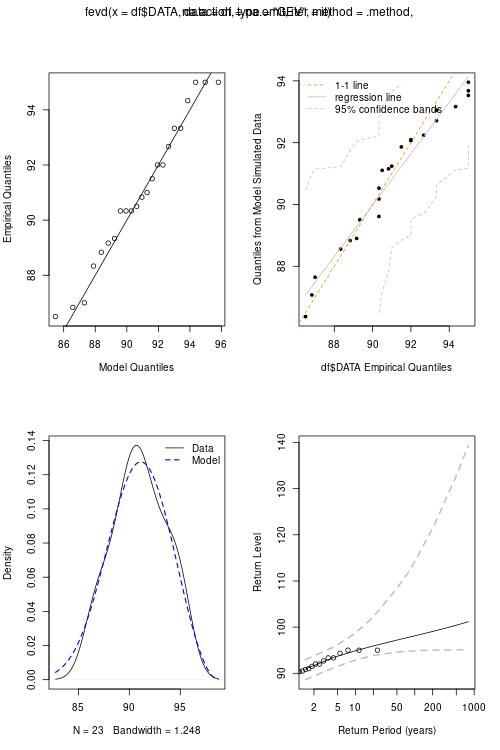 fevd(x = df$DATA, data = df, type = "GEV", method = .method,
Empirical Quantiles
94
92
90
88
86 88 90 92 94 96
Model Quantiles
1-1 line
regression line
95% confidence bands
Quantiles from Model Simulated Data
94
92
90
88
88 90 92 94
df$DATA Empirical Quantiles
Data
Model
Density
0.14
0.12
0.10
0.08
0.06
0.04
0.02
0.00
85 90 95
N = 23 Bandwidth = 1.248
Return Level
140
130
120
110
100
90
2 5 10 50 200 1000
Return Period (years)